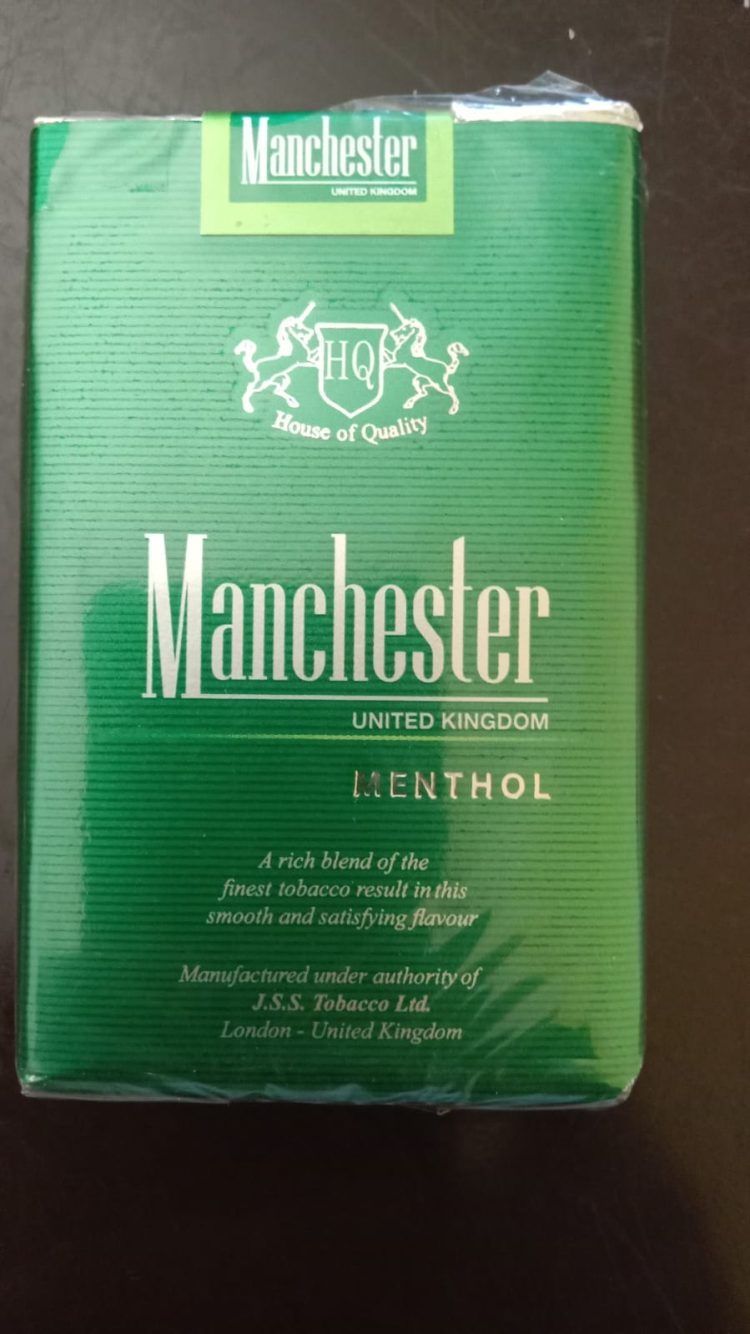 Manchester
UNITED KINGDOM
HQ
House of Quality
Manchester
UNITED KINGDOM
MENTHOL
A rich blend of the
finest tobacco result in this
smooth and satisfying flavour
Manufactured under authority of
J.S.S. Tobacco Ltd.
London - United Kingdom